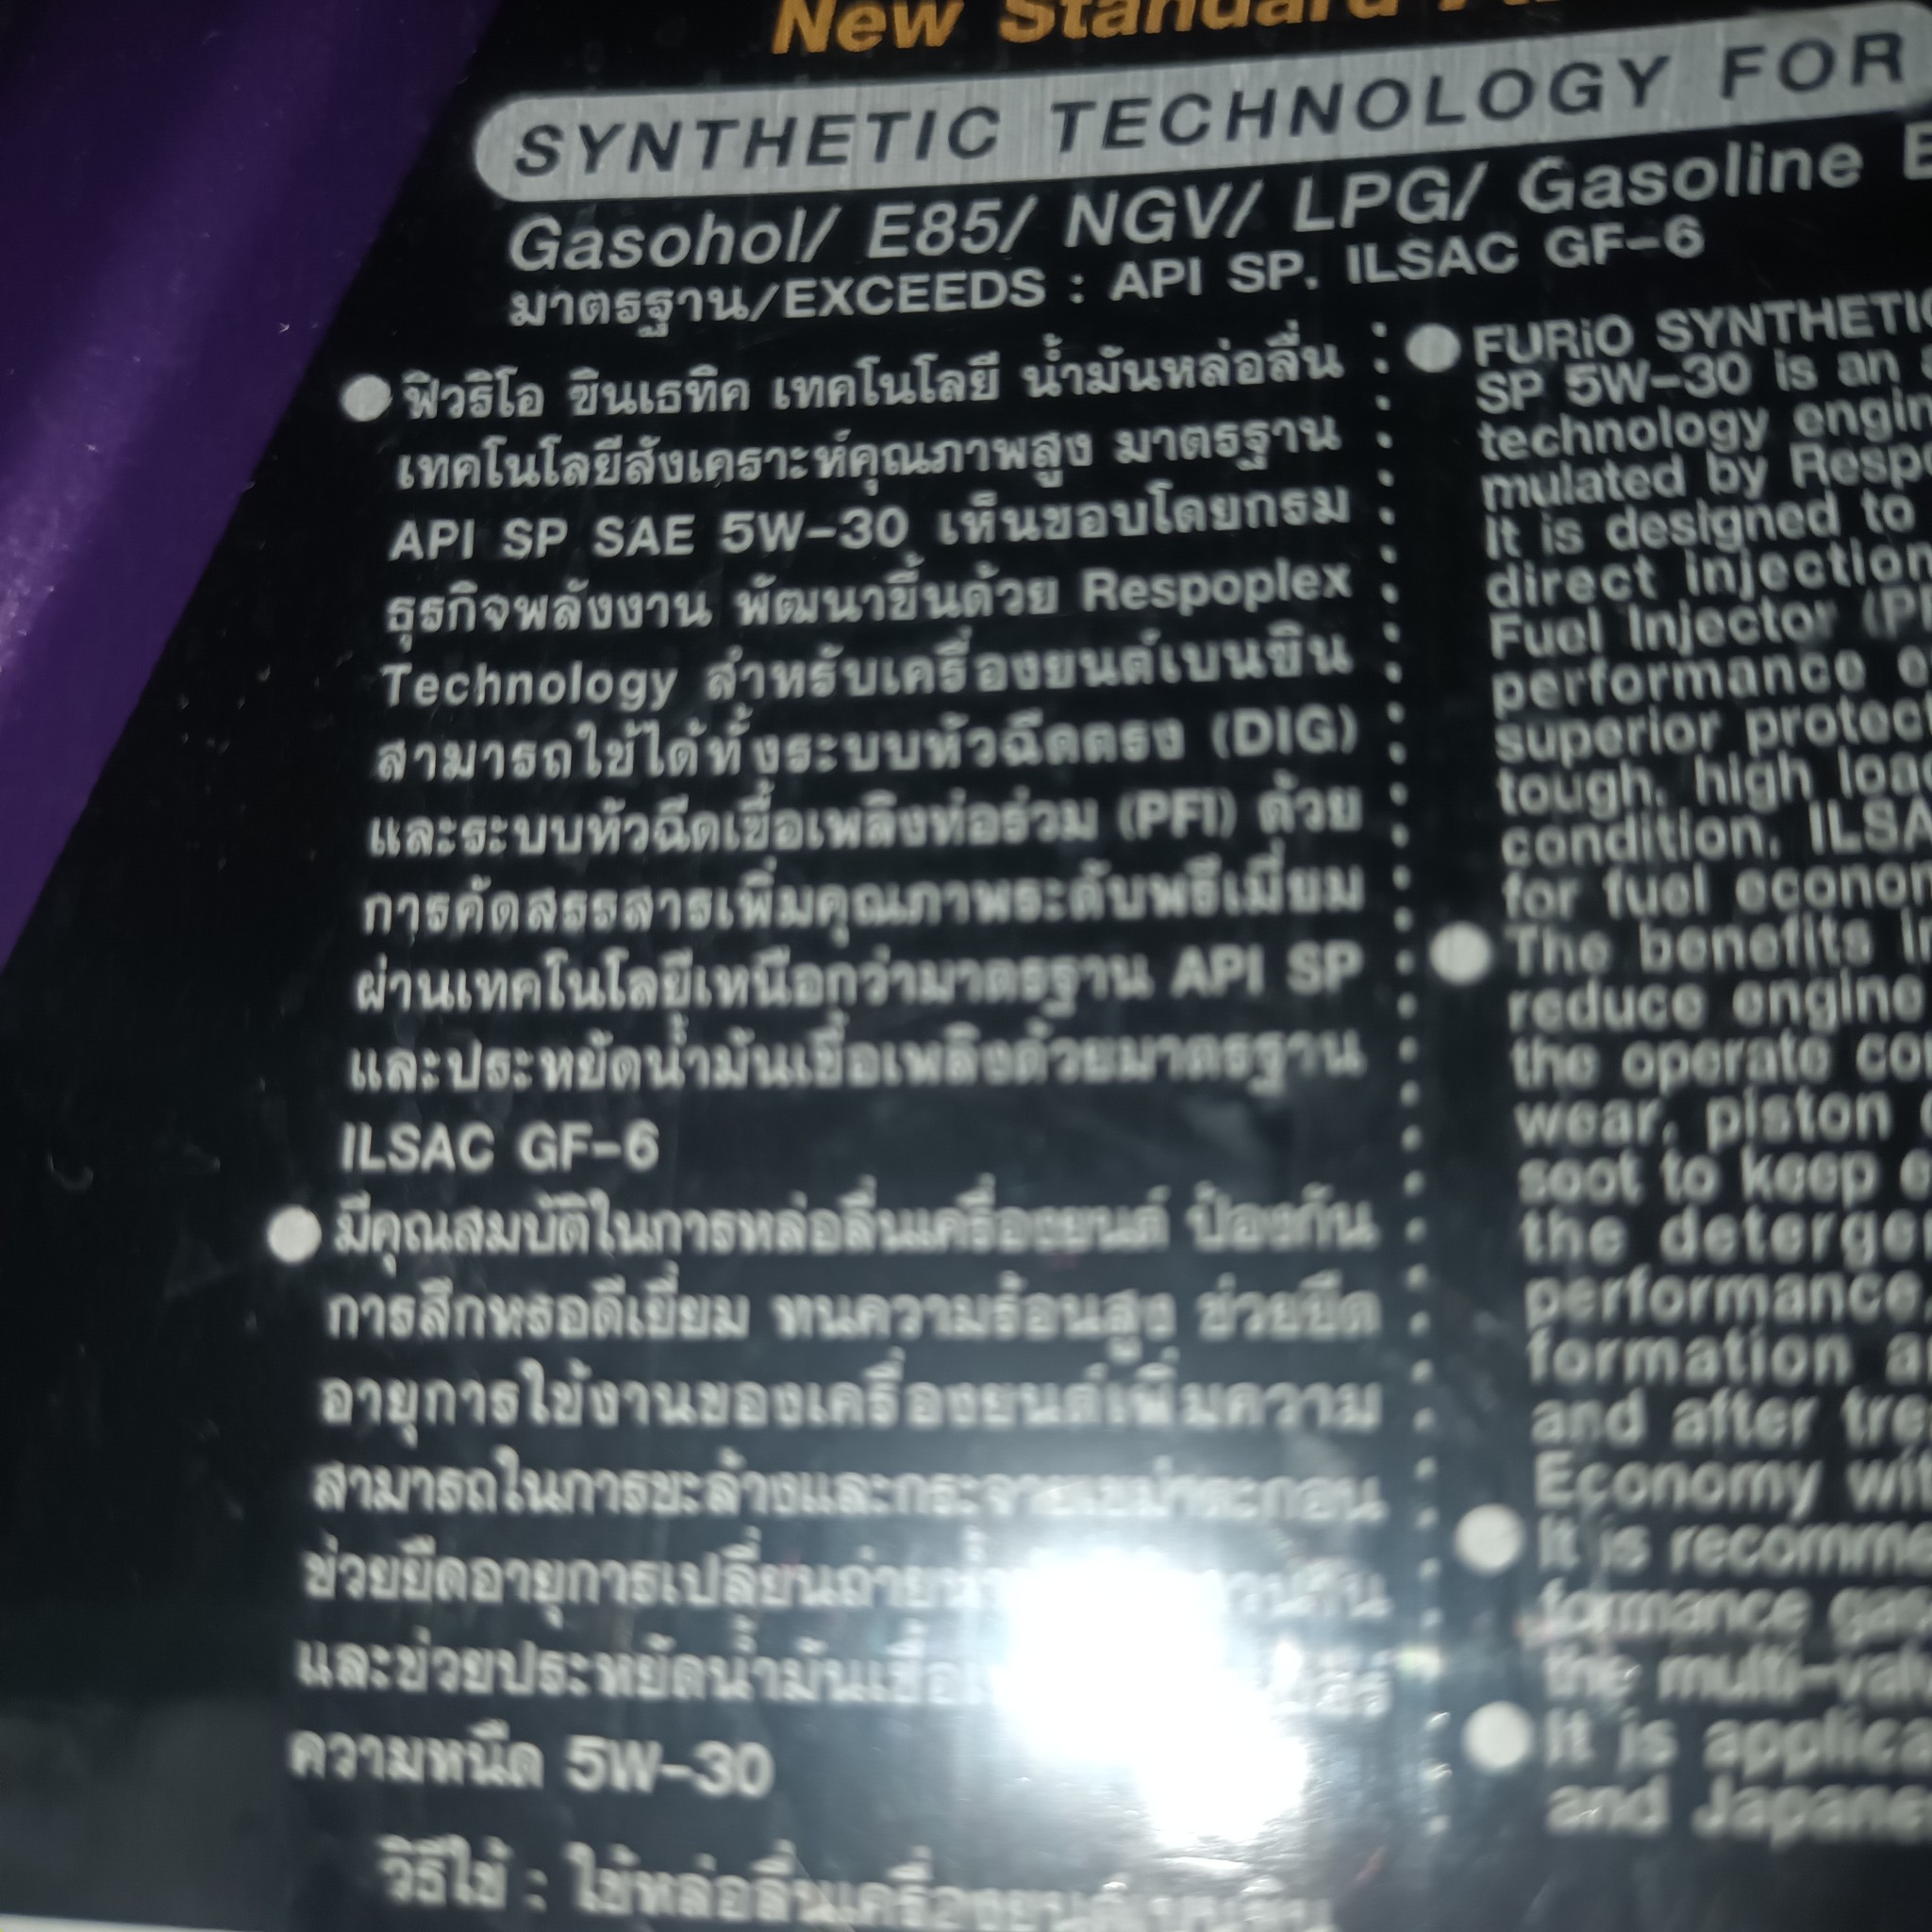 New Standard
SYNTHETIC TECHNOLOGY FOR
Gasohol/ E85/ NGV/ LPG/ Gasoline
มาตรฐาน/EXCEEDS : API SP. ILSAC GF-6
ฟิวริโอ ซินเธทิค เทคโนโลยี น้ำมันหล่อลื่น
เทคโนโลยีสังเคราะห์คุณภาพสูง มาตรฐาน
API SP SAE 5W-30 เห็นชอบโดยกรม
ธุรกิจพลังงาน พัฒนาขึ้นด้วย Respoplex
Technology สำหรับเครื่องยนต์เบนซิน
สามารถใช้ได้ทั้งระบบหัวฉีดตรง (DIG)
และระบบหัวฉีดเชื้อเพลิงท่อร่วม (PFI) ด้วย
การคัดสรรสารเพิ่มคุณภาพระดับพรีเมี่ยม
ผ่านเทคโนโลยีเหนือกว่ามาตรฐาน API SP
และประหยัดน้ำมันเชื้อเพลิงด้วยมาตรฐาน
ILSAC GF-6
มีคุณสมบัติในการหล่อลื่นเครื่องยนต์ ป้องกัน
การสึกหรอดีเยี่ยม ทนความร้อนสูง ช่วยยืด
อายุการใช้งานของเครื่องยนต์เพิ่มความ
สามารถในการชะล้างและกระจายเขม่าตะกอน
ช่วยยืดอายุการเปลี่ยนถ่าย
และช่วยประหยัดน้ำมัน
ความหนืด 5W-30
วิธีใช้ : ใช้หล่อลื่นเครื่องยนต์
FURiO SYNTHETIC
SP 5W-30 is an
technology
mulated by
It is designed to
direct injection
Fuel Injector
performance
superior
tough, high
condition.
for fuel
The benefits
reduce engine
the operate
wear, piston
soot to keep
the
performance
formation
and after
Economy
It is
formance
the
It is
and